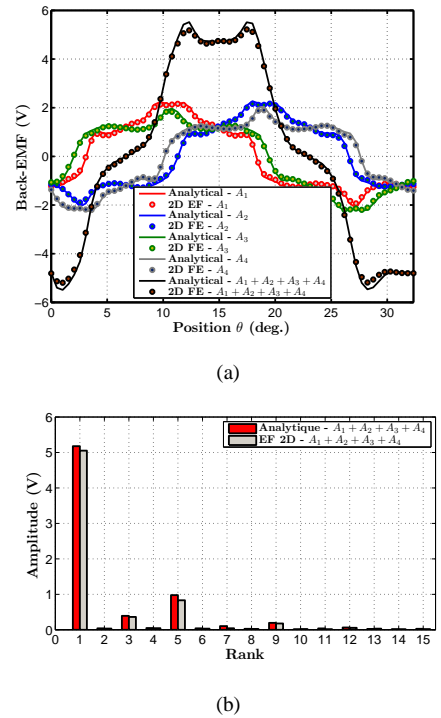 6
4
2
0
−2
−4
−6
Back-EMF (V)
Analytical - A₁
2D EF - A₁
Analytical - A₂
2D FE - A₂
Analytical - A₃
2D FE - A₃
Analytical - A₄
2D FE - A₄
Analytical - A₁ + A₂ + A₃ + A₄
2D FE - A₁ + A₂ + A₃ + A₄
0 5 10 15 20 25 30
Position θ (deg.)
(a)
6
5
4
3
2
1
0
Amplitude (V)
Analytique - A₁ + A₂ + A₃ + A₄
EF 2D - A₁ + A₂ + A₃ + A₄
0 1 2 3 4 5 6 7 8 9 10 11 12 13 14 15
Rank
(b)